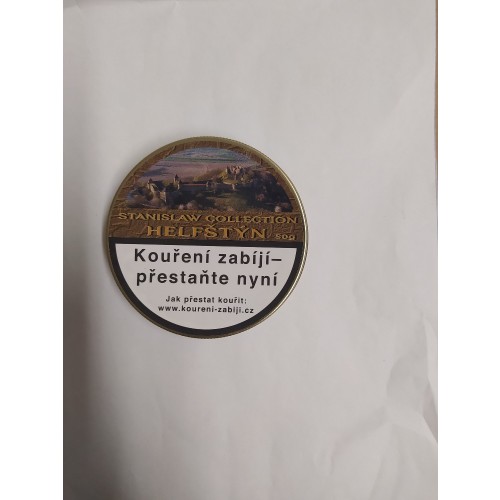 STANISLAW COLLECTION
HELFŠTÝN 50g
Kouření zabíjí–
přestaňte nyní
Jak přestat kouřit:
www.koureni-zabiji.cz